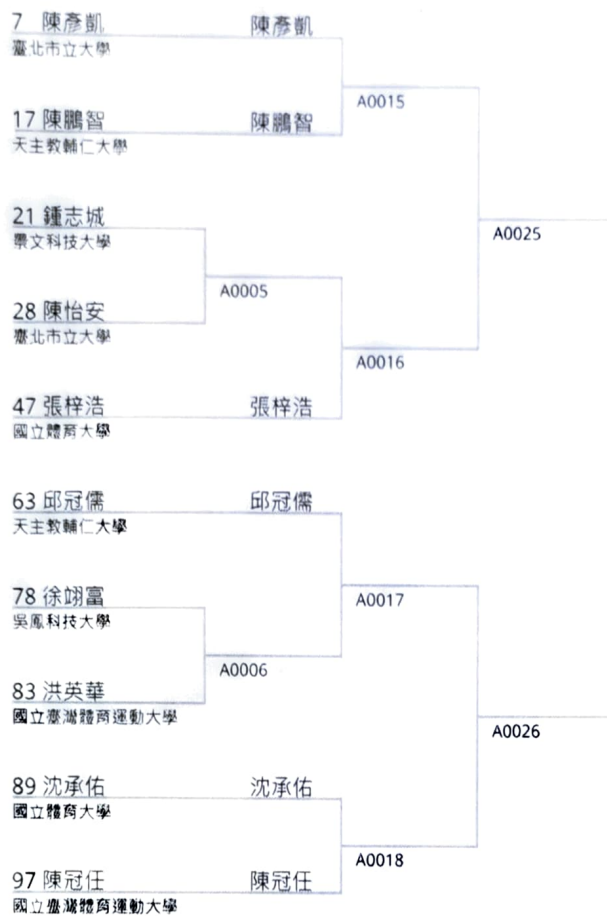 7 陳彥凱 陳彥凱
臺北市立大學
A0015
17 陳鵬智 陳鵬智
天主教輔仁大學
21 鍾志城
景文科技大學
A0025
A0005
28 陳怡安
臺北市立大學
A0016
47 張梓浩 張梓浩
國立體育大學
63 邱冠儒 邱冠儒
天主教輔仁大學
78 徐翊富
吳鳳科技大學
A0017
A0006
83 洪英華
國立臺灣體育運動大學
A0026
89 沈承佑 沈承佑
國立體育大學
A0018
97 陳冠任 陳冠任
國立臺灣體育運動大學